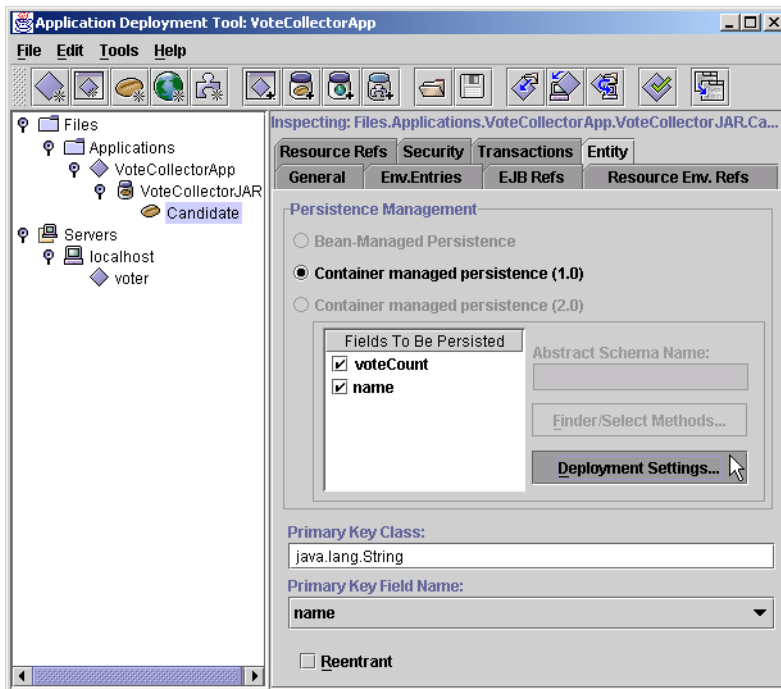 Application Deployment Tool: VoteCollectorApp
File Edit Tools Help
Files
Applications
VoteCollectorApp
VoteCollectorJAR
Candidate
Servers
localhost
voter
Inspecting: Files.Applications.VoteCollectorApp.VoteCollectorJAR.Ca...
Resource Refs Security Transactions Entity
General Env.Entries EJB Refs Resource Env. Refs
Persistence Management
Bean-Managed Persistence
Container managed persistence (1.0)
Container managed persistence (2.0)
Fields To Be Persisted
voteCount
name
Abstract Schema Name:
Finder/Select Methods...
Deployment Settings...
Primary Key Class:
java.lang.String
Primary Key Field Name:
name
Reentrant